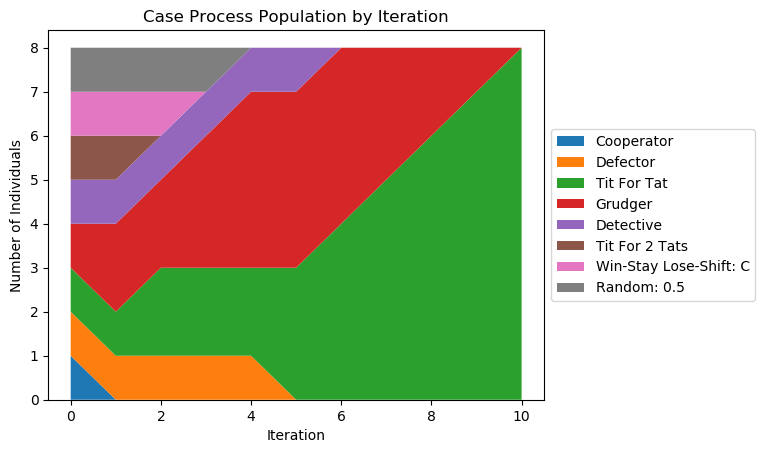 Case Process Population by Iteration
Number of Individuals
8
7
6
5
4
3
2
1
0
0 2 4 6 8 10
Iteration
Cooperator
Defector
Tit For Tat
Grudger
Detective
Tit For 2 Tats
Win-Stay Lose-Shift: C
Random: 0.5